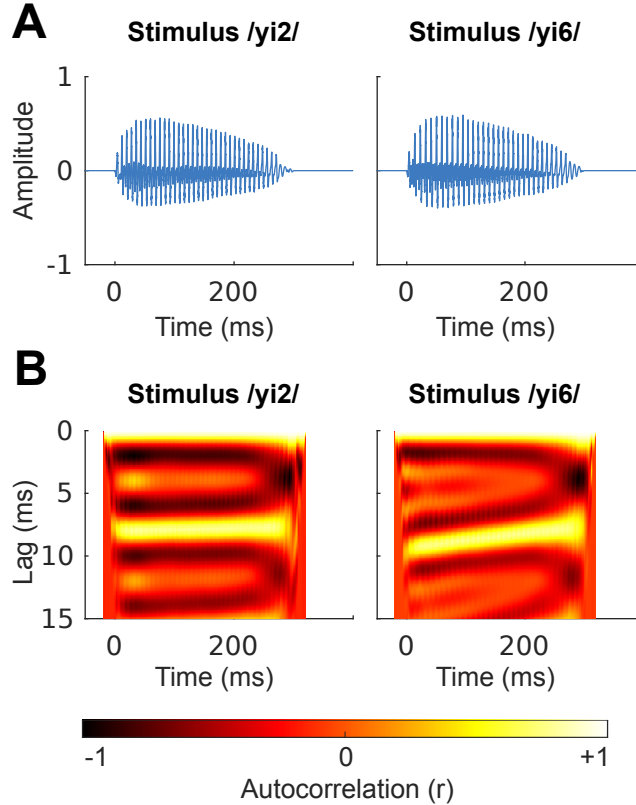 A
Stimulus /yi2/
Stimulus /yi6/
Amplitude
1
0
-1
0
200
0
200
Time (ms)
Time (ms)
B
Stimulus /yi2/
Stimulus /yi6/
Lag (ms)
0
5
10
15
0
200
0
200
Time (ms)
Time (ms)
-1
0
+1
Autocorrelation (r)